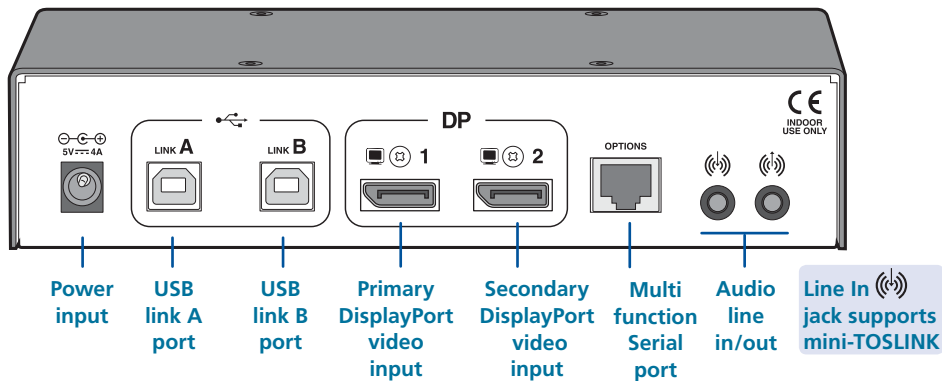 DP
CE
INDOOR
USE ONLY
5V 4A
LINK A
LINK B
1
2
OPTIONS
Power
input
USB
link A
port
USB
link B
port
Primary
DisplayPort
video
input
Secondary
DisplayPort
video
input
Multi
function
Serial
port
Audio
line
in/out
Line In
jack supports
mini-TOSLINK